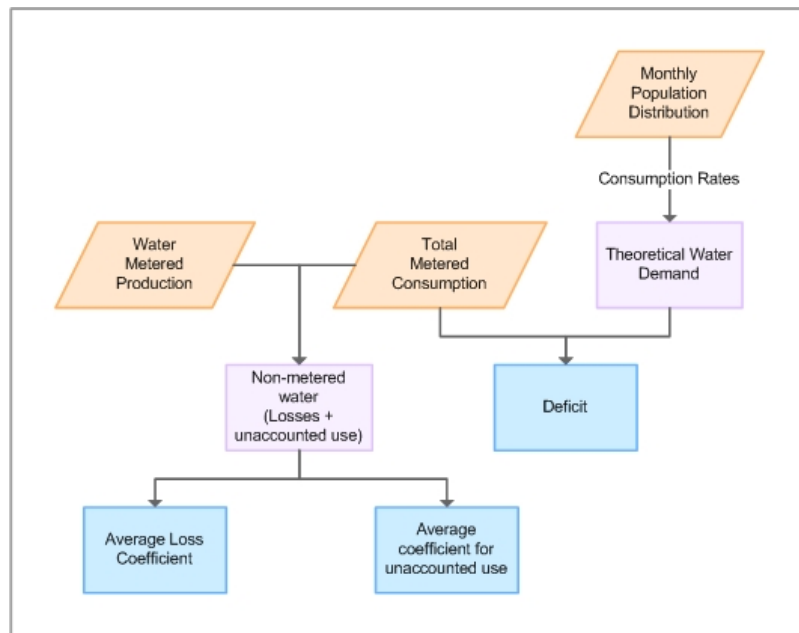 Monthly
Population
Distribution
Consumption Rates
Water
Metered
Production
Total
Metered
Consumption
Theoretical Water
Demand
Non-metered
water
(Losses +
unaccounted use)
Deficit
Average Loss
Coefficient
Average
coefficient for
unaccounted use